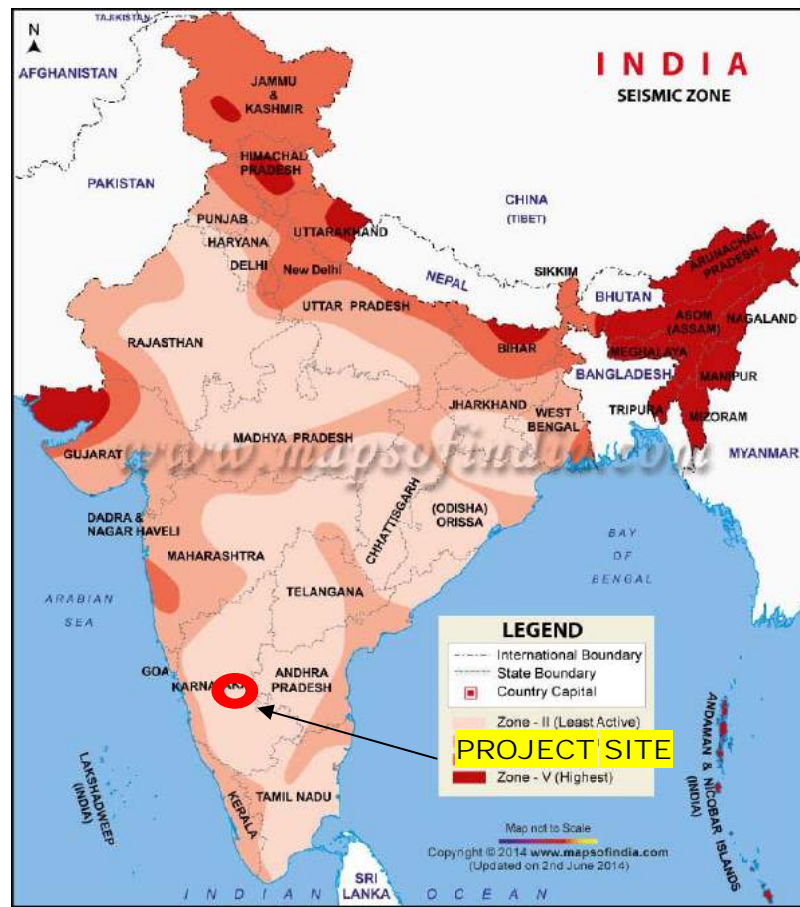 TAJIKISTAN
N
AFGHANISTAN
JAMMU
&
KASHMIR
I N D I A
SEISMIC ZONE
HIMACHAL
PRADESH
PAKISTAN
CHINA
(TIBET)
PUNJAB
HARYANA
UTTARAKHAND
DELHI
New Delhi
NEPAL
SIKKIM
ARUNACHAL
PRADESH
BHUTAN
UTTAR PRADESH
ASOM
(ASSAM)
NAGALAND
RAJASTHAN
BIHAR
MEGHALAYA
BANGLADESH
MANIPUR
JHARKHAND
WEST
BENGAL
TRIPURA
MIZORAM
MADHYA PRADESH
GUJARAT
www.mapsofindia.com
MYANMAR
CHHATTISGARH
(ODISHA)
ORISSA
DADRA &
NAGAR HAVELI
MAHARASHTRA
BAY
OF
BENGAL
TELANGANA
ARABIAN
SEA
LEGEND
International Boundary
State Boundary
Country Capital
Zone - II (Least Active)
PROJECT SITE
Zone - V (Highest)
GOA
ANDHRA
PRADESH
LAKSHADWEEP
(INDIA)
KERALA
TAMIL NADU
ANDAMAN & NICOBAR ISLANDS
(INDIA)
Map not to Scale
Copyright © 2014 www.mapsofindia.com
(Updated on 2nd June 2014)
SRI
LANKA
I N D I A N O C E A N